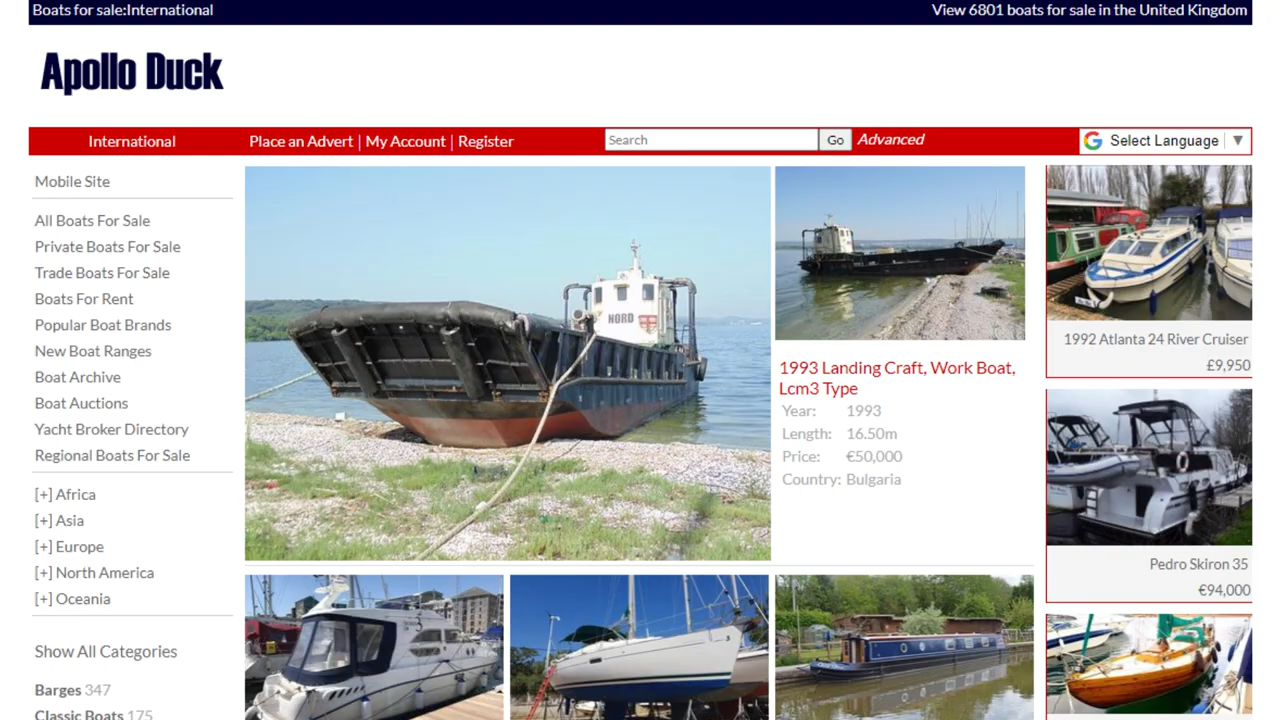 Boats for sale:International
View 6801 boats for sale in the United Kingdom
Apollo Duck
International
Place an Advert | My Account | Register
Search
Go
Advanced
Select Language ▼
Mobile Site
All Boats For Sale
Private Boats For Sale
Trade Boats For Sale
Boats For Rent
Popular Boat Brands
New Boat Ranges
Boat Archive
Boat Auctions
Yacht Broker Directory
Regional Boats For Sale
[+] Africa
[+] Asia
[+] Europe
[+] North America
[+] Oceania
Show All Categories
Barges 347
Classic Boats 175
NORD
1993 Landing Craft, Work Boat,
Lcm3 Type
Year: 1993
Length: 16.50m
Price: €50,000
Country: Bulgaria
1992 Atlanta 24 River Cruiser
£9,950
Pedro Skiron 35
€94,000